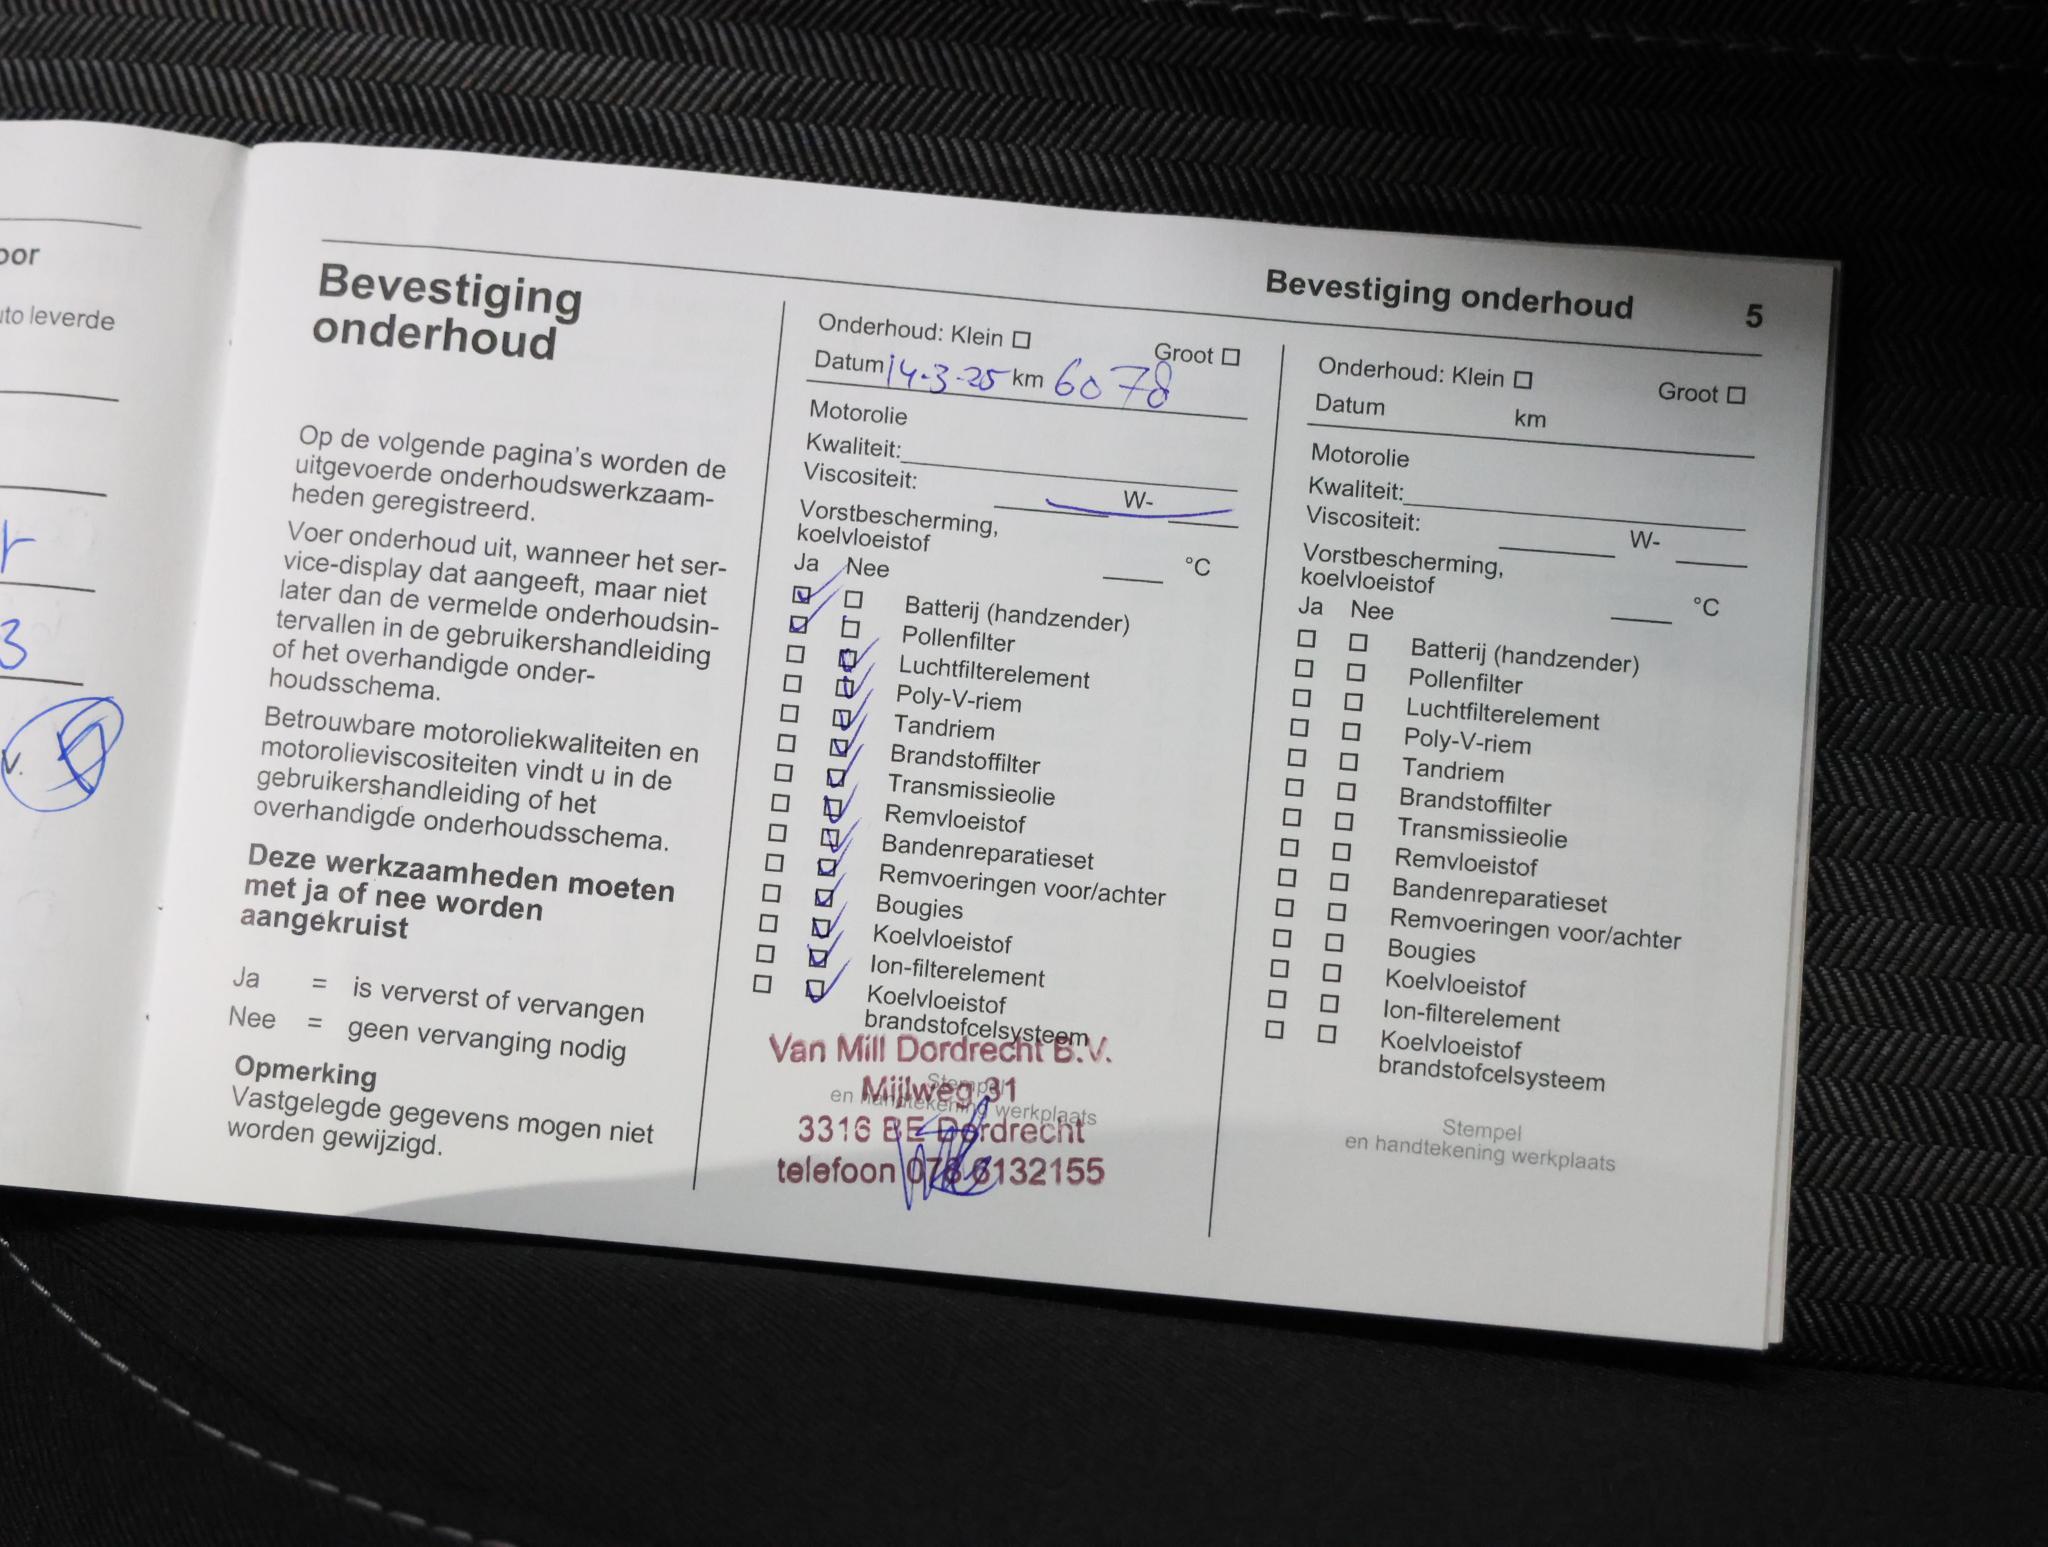 oor
uto leverde
r
3
v.
Bevestiging onderhoud 5
Bevestiging
onderhoud
Op de volgende pagina's worden de
uitgevoerde onderhoudswerkzaam-
heden geregistreerd.
Voer onderhoud uit, wanneer het ser-
vice-display dat aangeeft, maar niet
later dan de vermelde onderhoudsin-
tervallen in de gebruikershandleiding
of het overhandigde onder-
houdsschema.
Betrouwbare motoroliekwaliteiten en
motorolieviscositeiten vindt u in de
gebruikershandleiding of het
overhandigde onderhoudsschema.
Deze werkzaamheden moeten
met ja of nee worden
aangekruist
Ja = is ververst of vervangen
Nee = geen vervanging nodig
Opmerking
Vastgelegde gegevens mogen niet
worden gewijzigd.
Onderhoud: Klein Groot
Datum 14-3-25 km 6078
Motorolie
Kwaliteit:
Viscositeit: W-
Vorstbescherming,
koelvloeistof °C
Ja Nee
Batterij (handzender)
Pollenfilter
Luchtfilterelement
Poly-V-riem
Tandriem
Brandstoffilter
Transmissieolie
Remvloeistof
Bandenreparatieset
Remvoeringen voor/achter
Bougies
Koelvloeistof
Ion-filterelement
Koelvloeistof
brandstofcelsysteem
Van Mill Dordrecht B.V.
Stempel
Mijlweg 31
en handtekening werkplaats
3316 BE Dordrecht
telefoon 078 6132155
Onderhoud: Klein Groot
Datum km
Motorolie
Kwaliteit:
Viscositeit: W-
Vorstbescherming,
koelvloeistof °C
Ja Nee
Batterij (handzender)
Pollenfilter
Luchtfilterelement
Poly-V-riem
Tandriem
Brandstoffilter
Transmissieolie
Remvloeistof
Bandenreparatieset
Remvoeringen voor/achter
Bougies
Koelvloeistof
Ion-filterelement
Koelvloeistof
brandstofcelsysteem
Stempel
en handtekening werkplaats